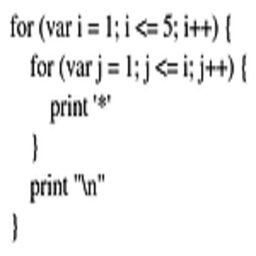 for (var i = 1; i <= 5; i++) {
for (var j = 1; j <= i; j++) {
print '*'
}
print "\n"
}